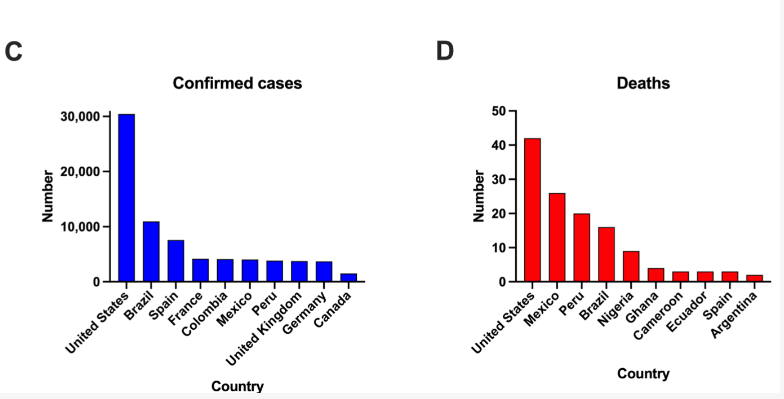 C
Confirmed cases
Number
30,000
20,000
10,000
0
United States
Brazil
Spain
France
Colombia
Mexico
Peru
United Kingdom
Germany
Canada
Country
D
Deaths
Number
50
40
30
20
10
0
United States
Mexico
Peru
Brazil
Nigeria
Ghana
Cameroon
Ecuador
Spain
Argentina
Country